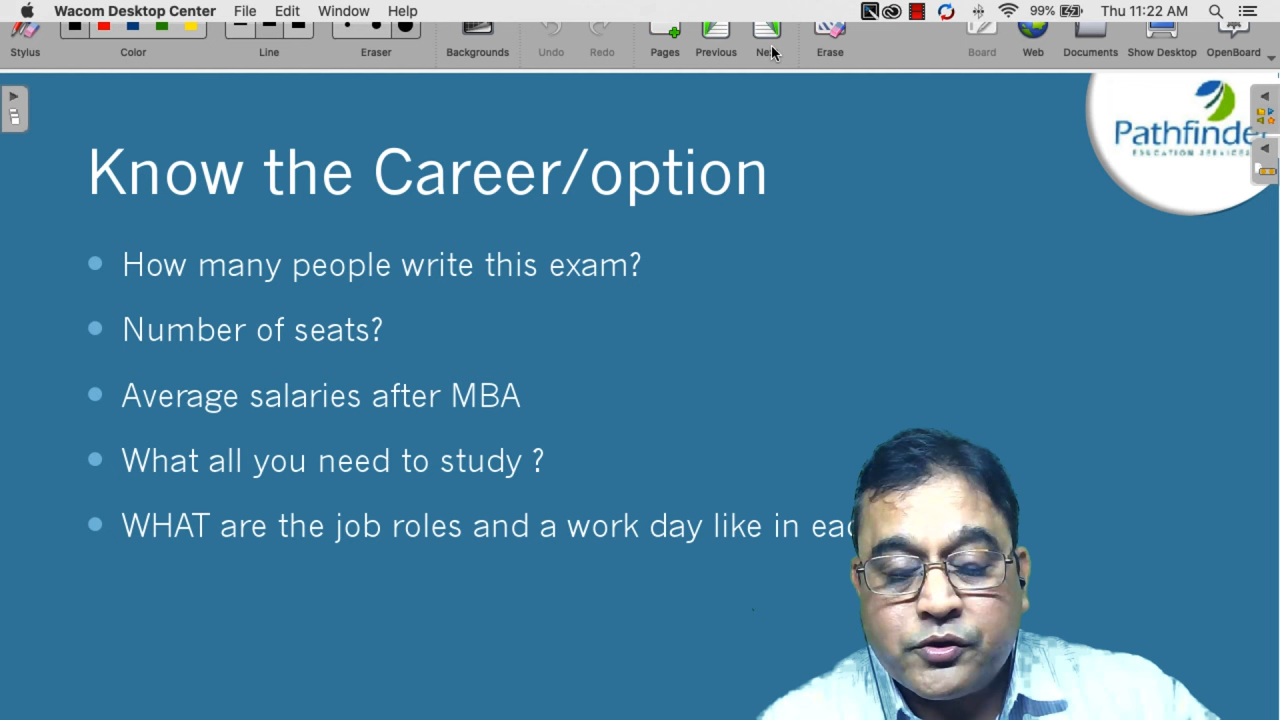 Wacom Desktop Center File Edit Window Help 99% Thu 11:22 AM
Stylus Color Line Eraser Backgrounds Undo Redo Pages Previous Erase Board Web Documents Show Desktop OpenBoard
Pathfinde
EDUCATION SERVICES
Know the Career/option
How many people write this exam?
Number of seats?
Average salaries after MBA
What all you need to study ?
WHAT are the job roles and a work day like in